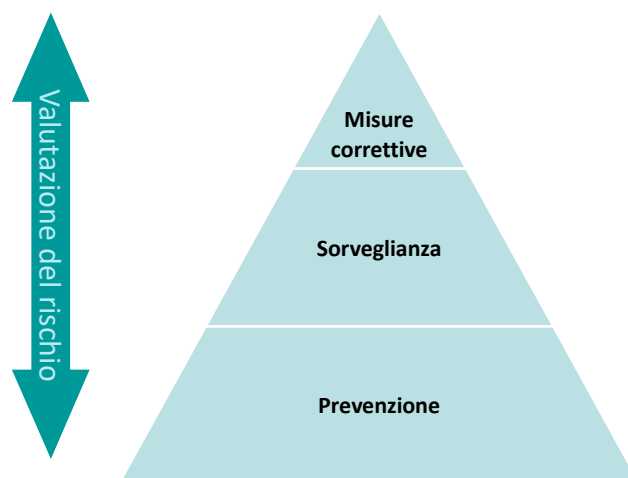 Valutazione del rischio
Misure
correttive
Sorveglianza
Prevenzione